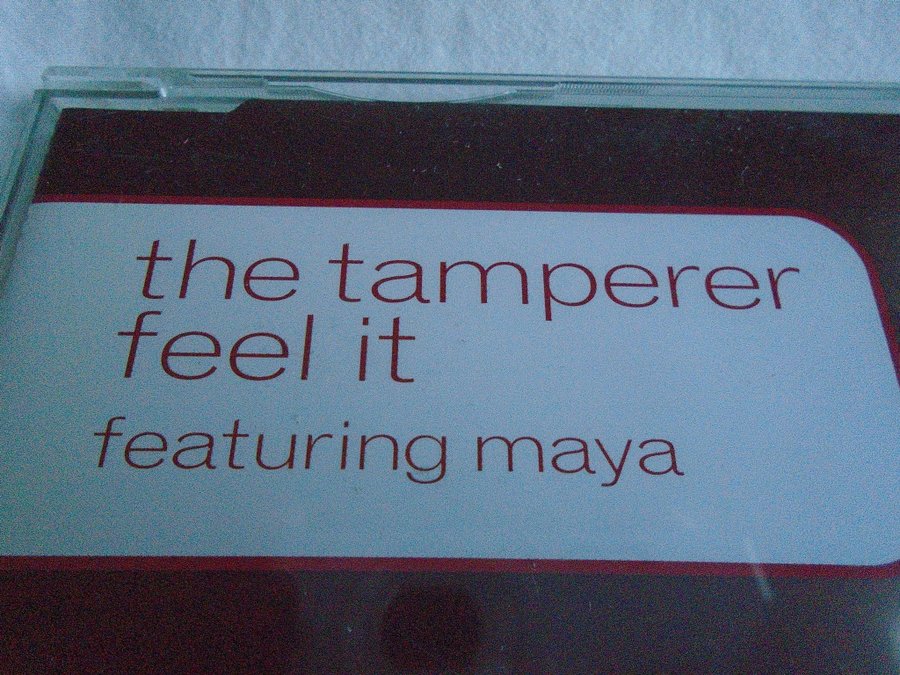 the tamperer
feel it
featuring maya